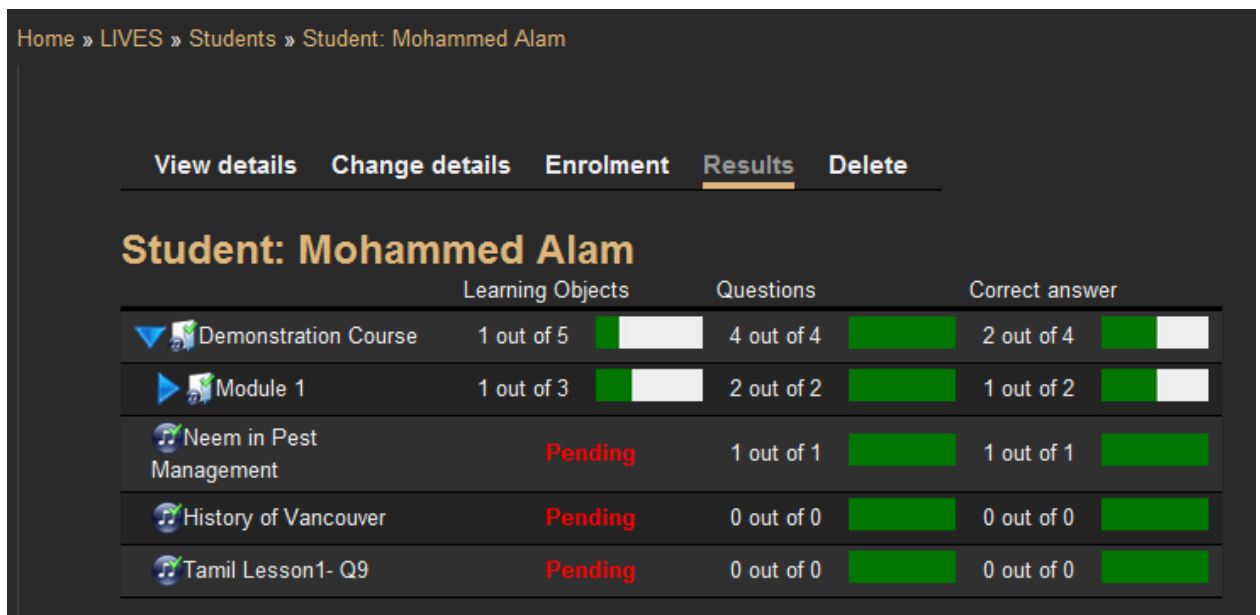 Home » LIVES » Students » Student: Mohammed Alam
View details Change details Enrolment Results Delete
Student: Mohammed Alam
Learning Objects Questions Correct answer
Demonstration Course 1 out of 5 4 out of 4 2 out of 4
Module 1 1 out of 3 2 out of 2 1 out of 2
Neem in Pest
Management Pending 1 out of 1 1 out of 1
History of Vancouver Pending 0 out of 0 0 out of 0
Tamil Lesson1- Q9 Pending 0 out of 0 0 out of 0